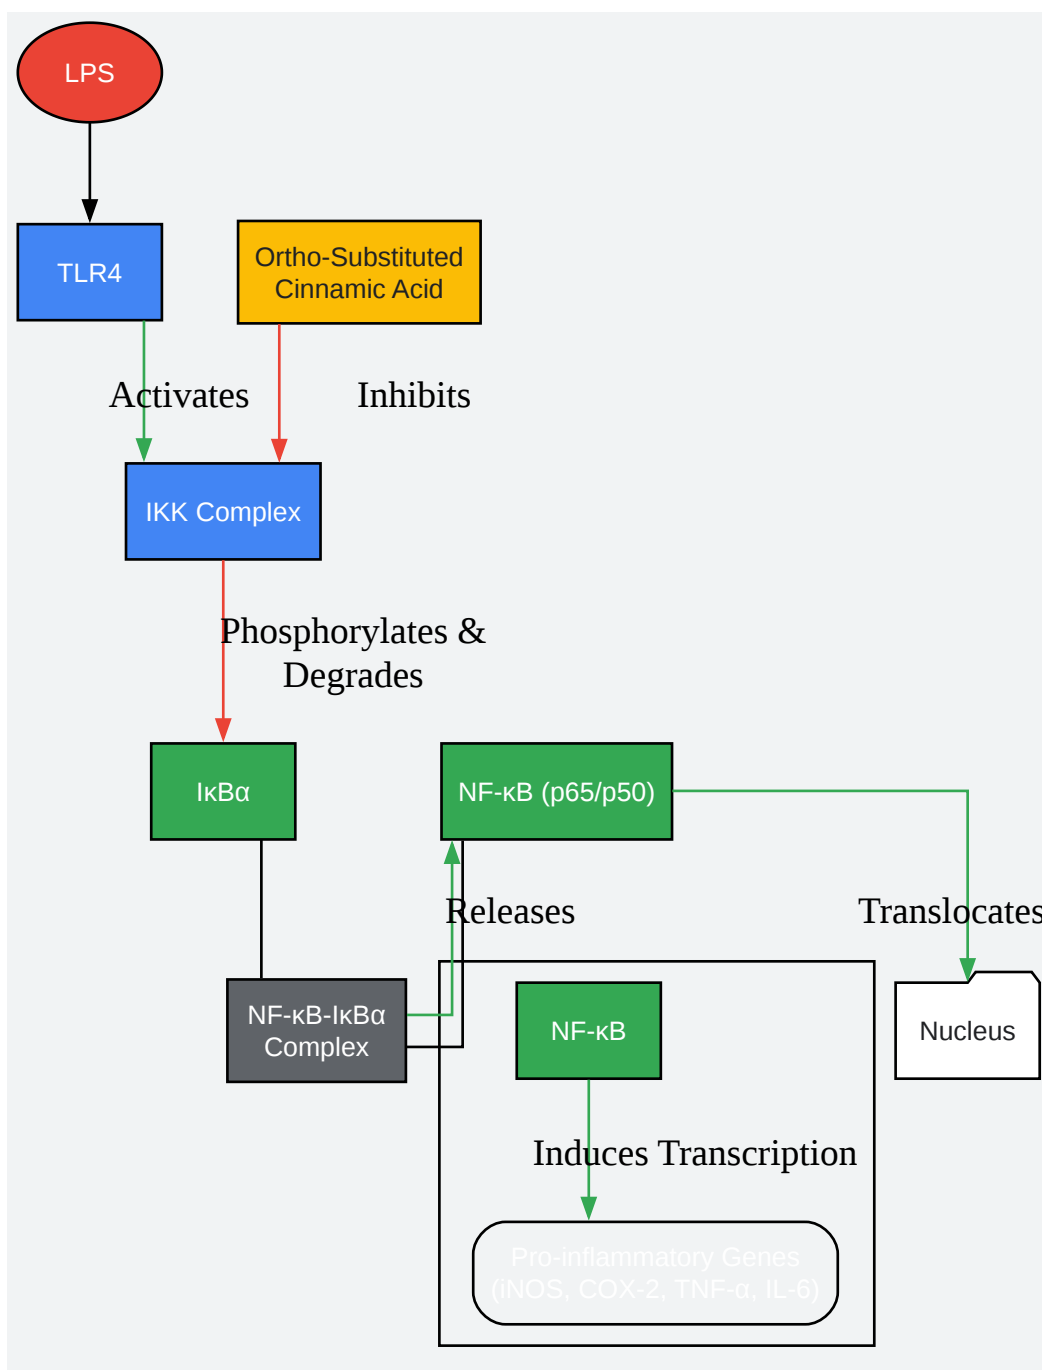 LPS
TLR4
Ortho-Substituted
Cinnamic Acid
Activates
Inhibits
IKK Complex
Phosphorylates &
Degrades
IκBα
NF-κB (p65/p50)
Releases
Translocates
NF-κB-IκBα
Complex
NF-κB
Nucleus
Induces Transcription
Pro-inflammatory Genes
(iNOS, COX-2, TNF-α, IL-6)